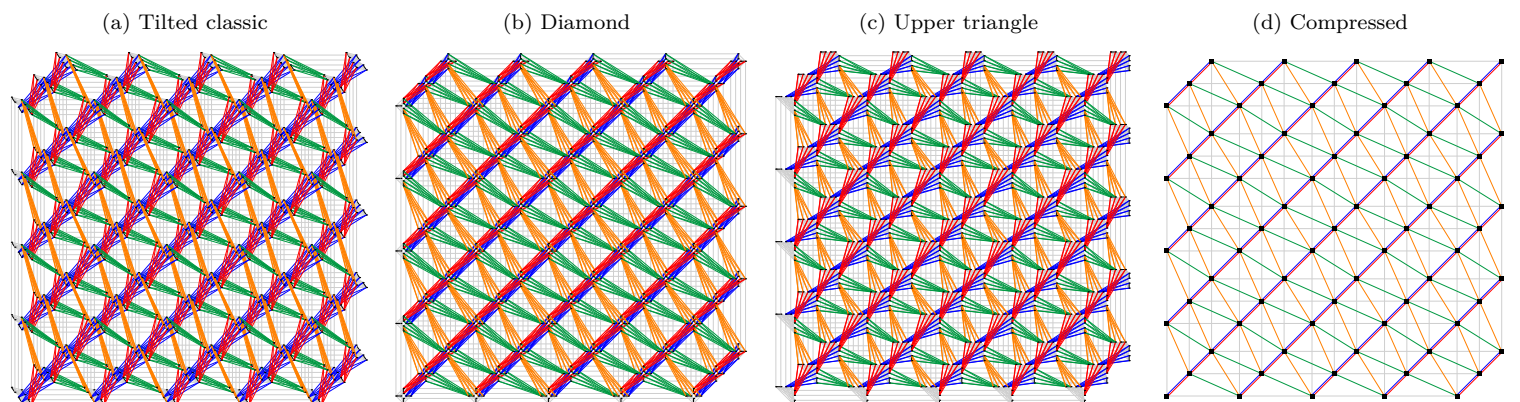 (a) Tilted classic
(b) Diamond
(c) Upper triangle
(d) Compressed